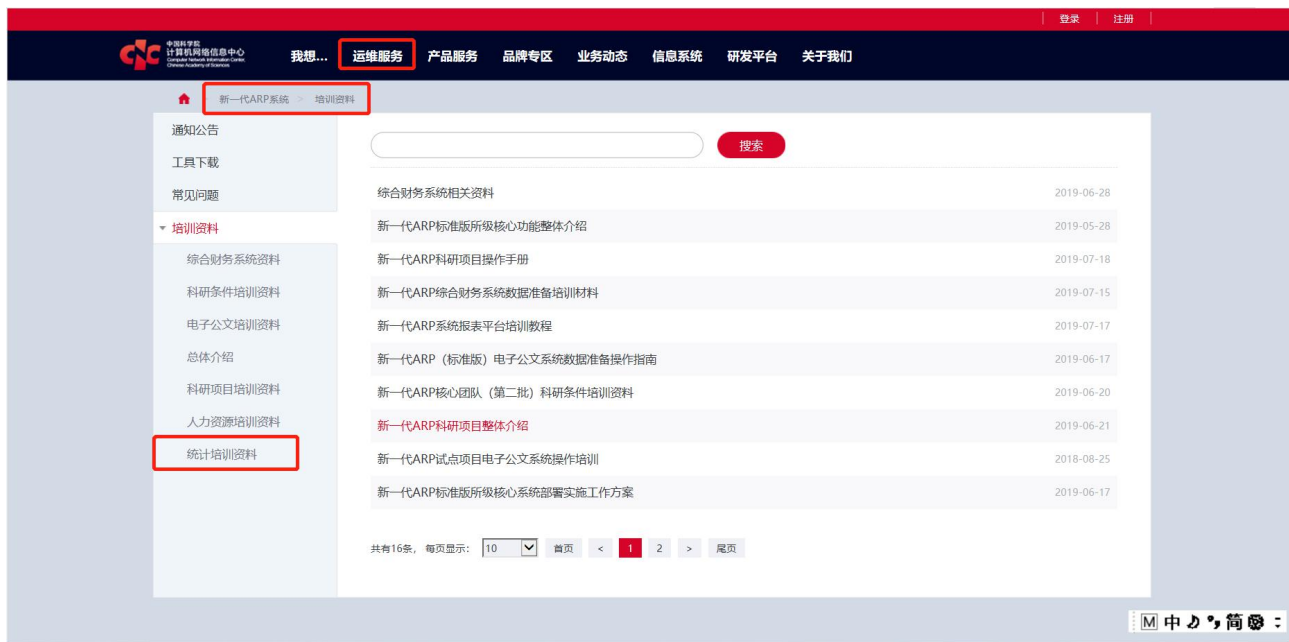 登录 注册
中国科学院
计算机网络信息中心
Computer Network Information Center,
Chinese Academy of Sciences
我想... 运维服务 产品服务 品牌专区 业务动态 信息系统 研发平台 关于我们
新一代ARP系统 > 培训资料
通知公告
工具下载
常见问题
培训资料
综合财务系统资料
科研条件培训资料
电子公文培训资料
总体介绍
科研项目培训资料
人力资源培训资料
统计培训资料
搜索
综合财务系统相关资料 2019-06-28
新一代ARP标准版所级核心功能整体介绍 2019-05-28
新一代ARP科研项目操作手册 2019-07-18
新一代ARP综合财务系统数据准备培训材料 2019-07-15
新一代ARP系统报表平台培训教程 2019-07-17
新一代ARP（标准版）电子公文系统数据准备操作指南 2019-06-17
新一代ARP核心团队（第二批）科研条件培训资料 2019-06-20
新一代ARP科研项目整体介绍 2019-06-21
新一代ARP试点项目电子公文系统操作培训 2018-08-25
新一代ARP标准版所级核心系统部署实施工作方案 2019-06-17
共有16条, 每页显示: 10 首页 < 1 2 > 尾页
M 中 简